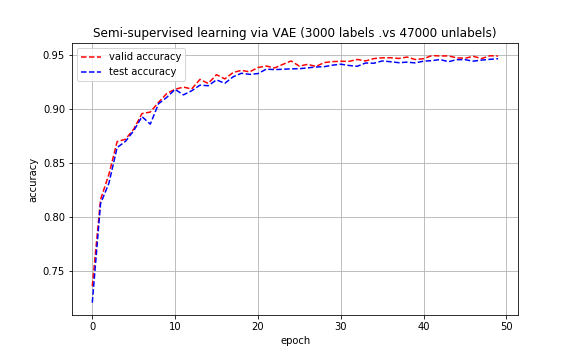 Semi-supervised learning via VAE (3000 labels .vs 47000 unlabels)
valid accuracy
test accuracy
0.95
0.90
0.85
0.80
0.75
accuracy
0
10
20
30
40
50
epoch